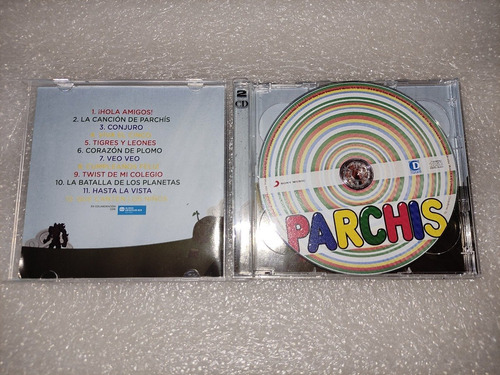 1. ¡HOLA AMIGOS!
2. LA CANCIÓN DE PARCHÍS
3. CONJURO
5. TIGRES Y LEONES
6. CORAZÓN DE PLOMO
7. VEO VEO
9. TWIST DE MI COLEGIO
10. LA BATALLA DE LOS PLANETAS
11. HASTA LA VISTA
2
CD
D
PARCHIS